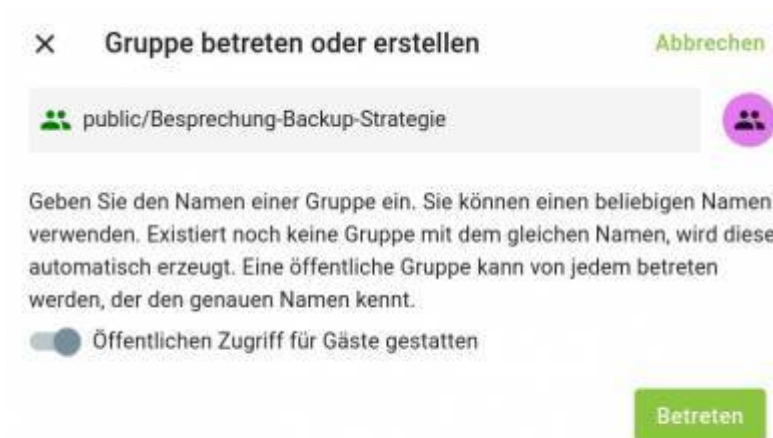 Gruppe betreten oder erstellen
Abbrechen
public/Besprechung-Backup-Strategie
Geben Sie den Namen einer Gruppe ein. Sie können einen beliebigen Namen
verwenden. Existiert noch keine Gruppe mit dem gleichen Namen, wird diese
automatisch erzeugt. Eine öffentliche Gruppe kann von jedem betreten
werden, der den genauen Namen kennt.
Öffentlichen Zugriff für Gäste gestatten
Betreten